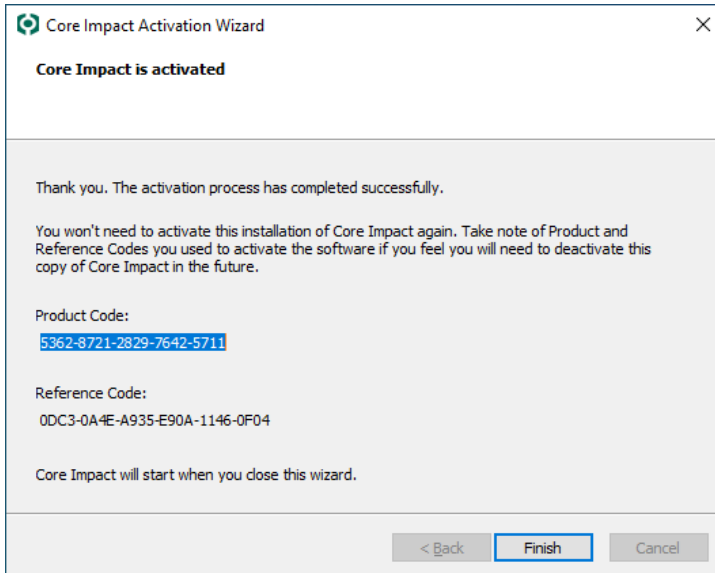 Core Impact Activation Wizard
Core Impact is activated
Thank you. The activation process has completed successfully.
You won't need to activate this installation of Core Impact again. Take note of Product and
Reference Codes you used to activate the software if you feel you will need to deactivate this
copy of Core Impact in the future.
Product Code:
5362-8721-2829-7642-5711
Reference Code:
0DC3-0A4E-A935-E90A-1146-0F04
Core Impact will start when you close this wizard.
< Back
Finish
Cancel